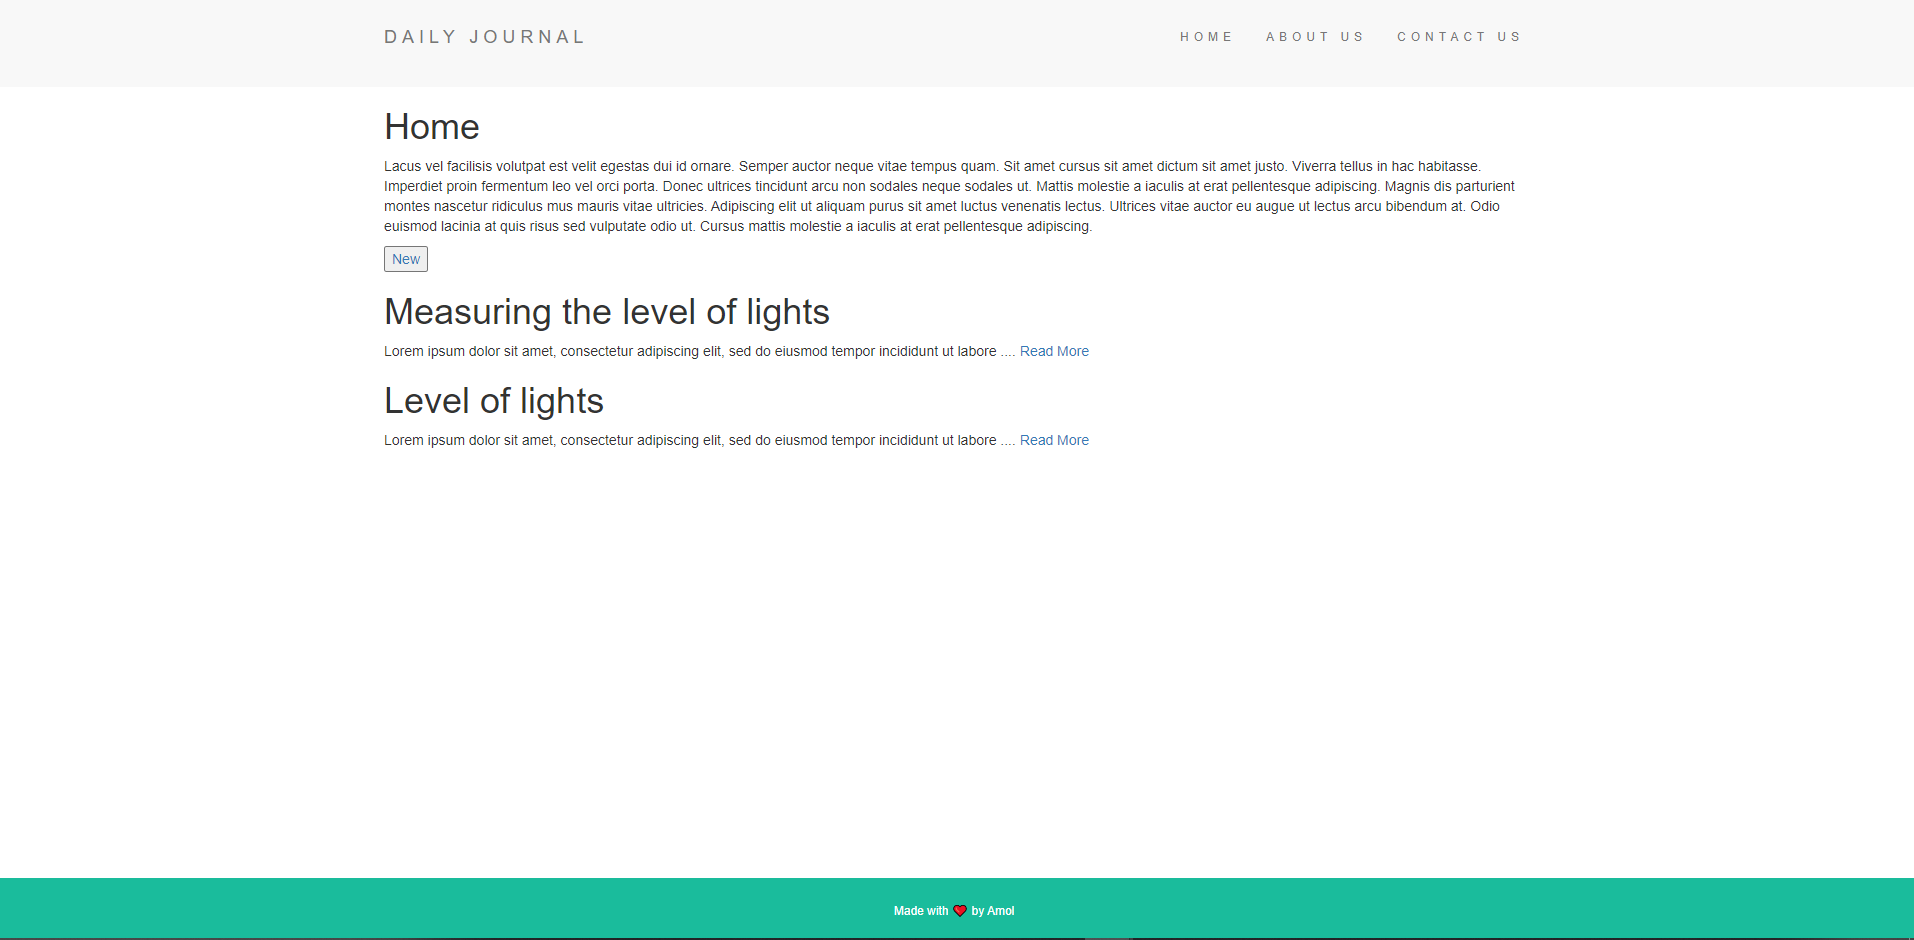 DAILY JOURNAL
HOME ABOUT US CONTACT US
Home
Lacus vel facilisis volutpat est velit egestas dui id ornare. Semper auctor neque vitae tempus quam. Sit amet cursus sit amet dictum sit amet justo. Viverra tellus in hac habitasse.
Imperdiet proin fermentum leo vel orci porta. Donec ultrices tincidunt arcu non sodales neque sodales ut. Mattis molestie a iaculis at erat pellentesque adipiscing. Magnis dis parturient
montes nascetur ridiculus mus mauris vitae ultricies. Adipiscing elit ut aliquam purus sit amet luctus venenatis lectus. Ultrices vitae auctor eu augue ut lectus arcu bibendum at. Odio
euismod lacinia at quis risus sed vulputate odio ut. Cursus mattis molestie a iaculis at erat pellentesque adipiscing.
New
Measuring the level of lights
Lorem ipsum dolor sit amet, consectetur adipiscing elit, sed do eiusmod tempor incididunt ut labore .... Read More
Level of lights
Lorem ipsum dolor sit amet, consectetur adipiscing elit, sed do eiusmod tempor incididunt ut labore .... Read More
Made with ❤ by Amol